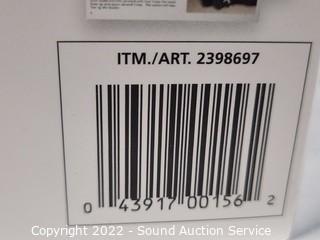 ITM./ART. 2398697
0 43917 00156 2
Copyright 2022 - Sound Auction Service